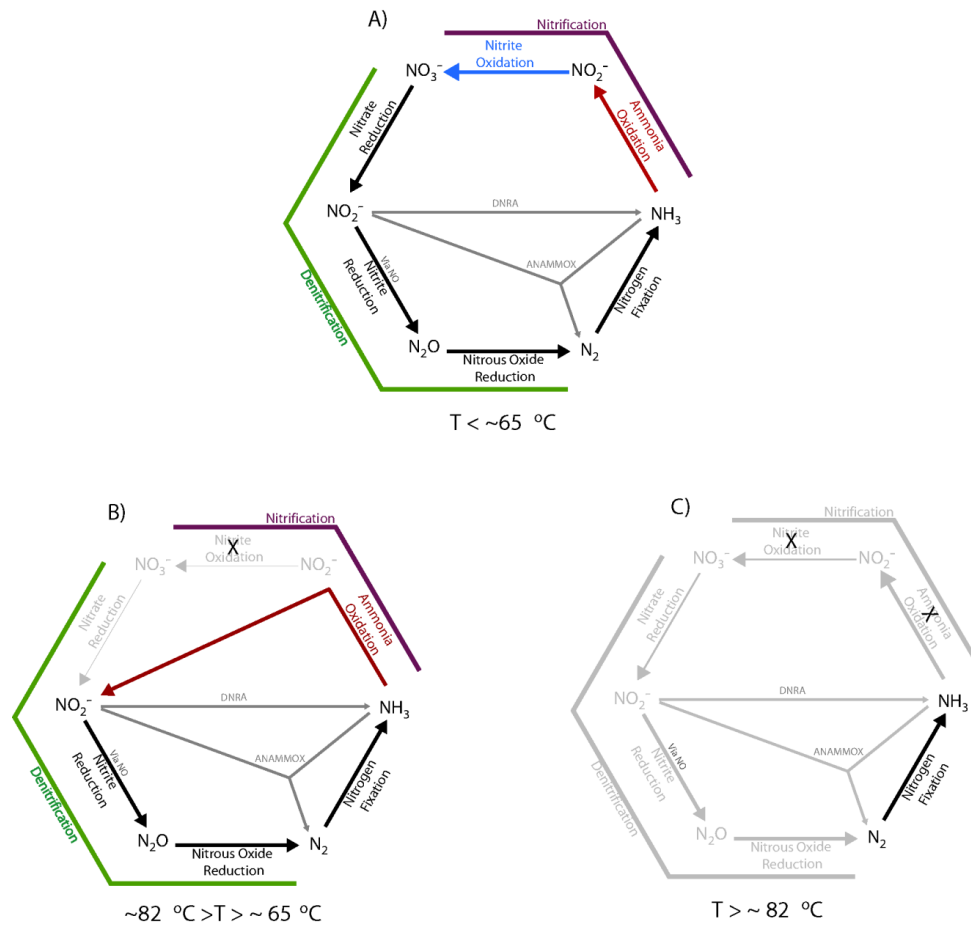 A)
Nitrification
Nitrite
Oxidation
NO₃⁻
NO₂⁻
Nitrate
Reduction
Ammonia
Oxidation
NO₂⁻
DNRA
NH₃
ANAMMOX
Via NO
Nitrite
Reduction
Nitrogen
Fixation
Denitrification
N₂O
Nitrous Oxide
Reduction
N₂
T < ~65 °C
B)
Nitrification
X
Nitrite
Oxidation
NO₃⁻
NO₂⁻
Nitrate
Reduction
Ammonia
Oxidation
NO₂⁻
DNRA
NH₃
ANAMMOX
Via NO
Nitrite
Reduction
Nitrogen
Fixation
Denitrification
N₂O
Nitrous Oxide
Reduction
N₂
~82 °C >T > ~ 65 °C
C)
Nitrification
X
Nitrite
Oxidation
NO₃⁻
NO₂⁻
Nitrate
Reduction
X
Ammonia
Oxidation
NO₂⁻
DNRA
NH₃
ANAMMOX
Via NO
Nitrite
Reduction
Nitrogen
Fixation
Denitrification
N₂O
Nitrous Oxide
Reduction
N₂
T > ~ 82 °C